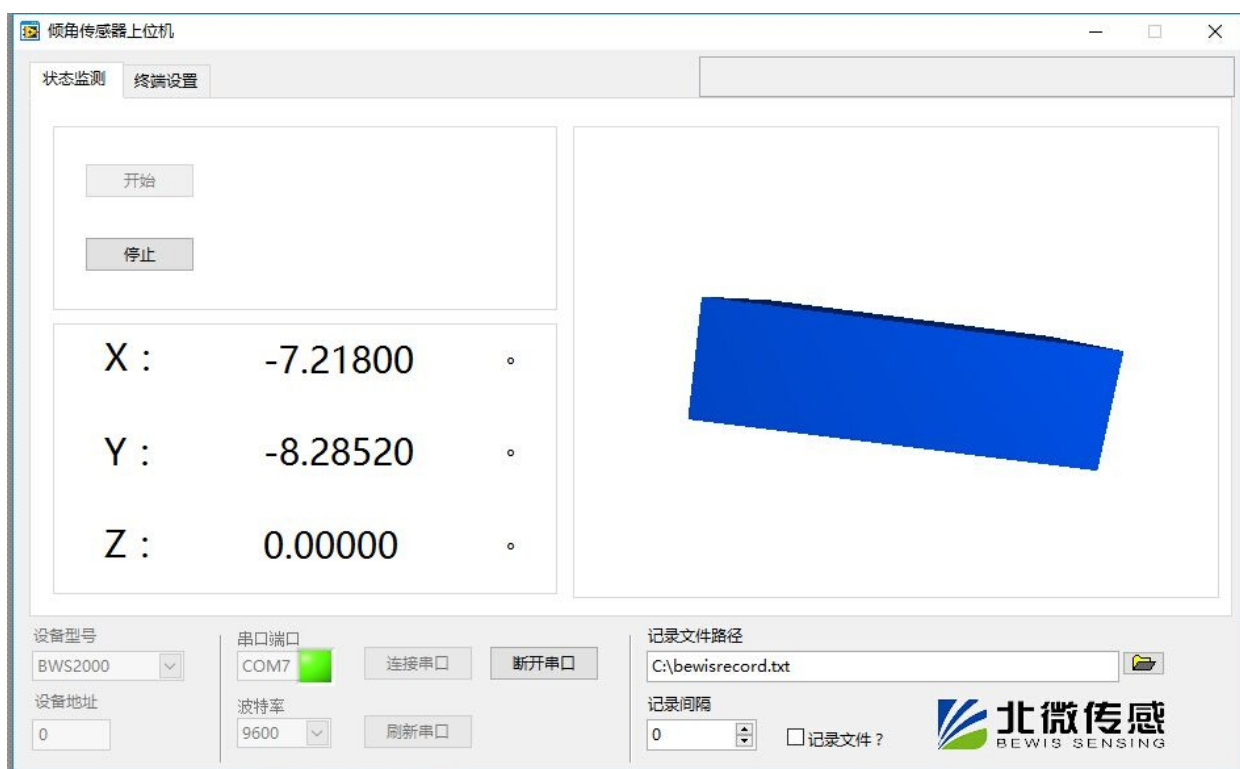 倾角传感器上位机
状态监测
终端设置
开始
停止
X： -7.21800 °
Y： -8.28520 °
Z： 0.00000 °
设备型号
BWS2000
设备地址
0
串口端口
COM7
连接串口
断开串口
波特率
9600
刷新串口
记录文件路径
C:\bewisrecord.txt
记录间隔
0
记录文件？
北微传感
BEWIS SENSING